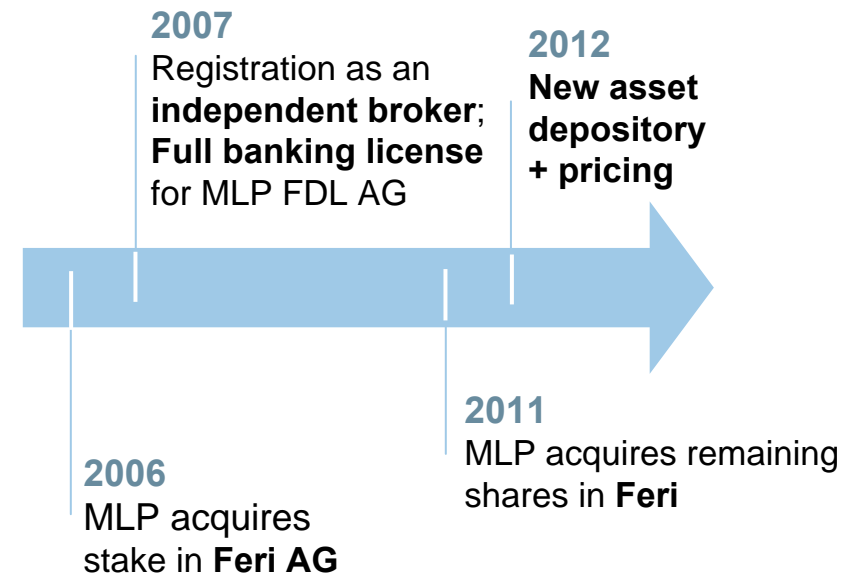 2007
Registration as an
independent broker;
Full banking license
for MLP FDL AG
2012
New asset
depository
+ pricing
2006
MLP acquires
stake in Feri AG
2011
MLP acquires remaining
shares in Feri